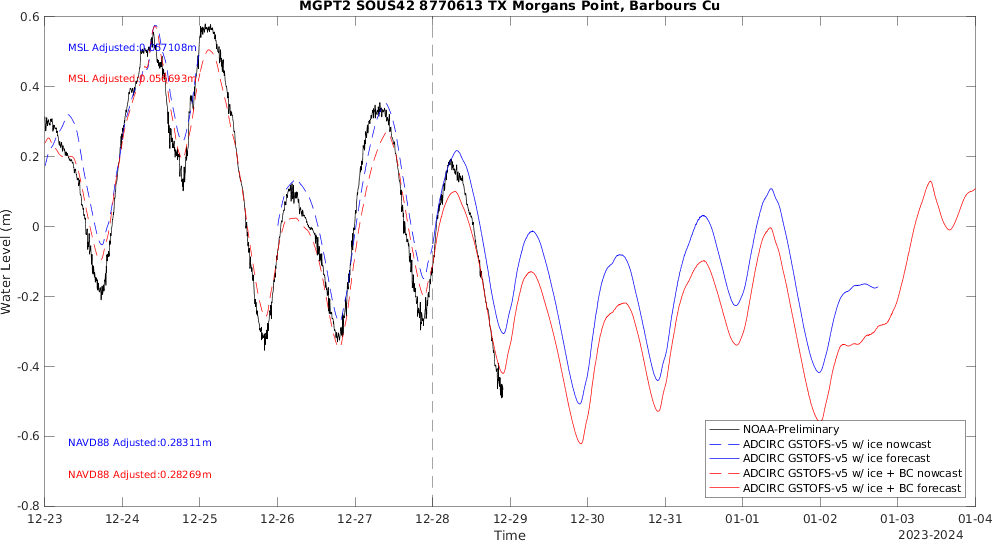 MGPT2 SOUS42 8770613 TX Morgans Point, Barbours Cu
Water Level (m)
0.6
0.4
0.2
0
-0.2
-0.4
-0.6
-0.8
MSL Adjusted:0.057108m
MSL Adjusted:0.056693m
NAVD88 Adjusted:0.28311m
NAVD88 Adjusted:0.28269m
NOAA-Preliminary
ADCIRC GSTOFS-v5 w/ ice nowcast
ADCIRC GSTOFS-v5 w/ ice forecast
ADCIRC GSTOFS-v5 w/ ice + BC nowcast
ADCIRC GSTOFS-v5 w/ ice + BC forecast
12-23 12-24 12-25 12-26 12-27 12-28 12-29 12-30 12-31 01-01 01-02 01-03 01-04
Time
2023-2024